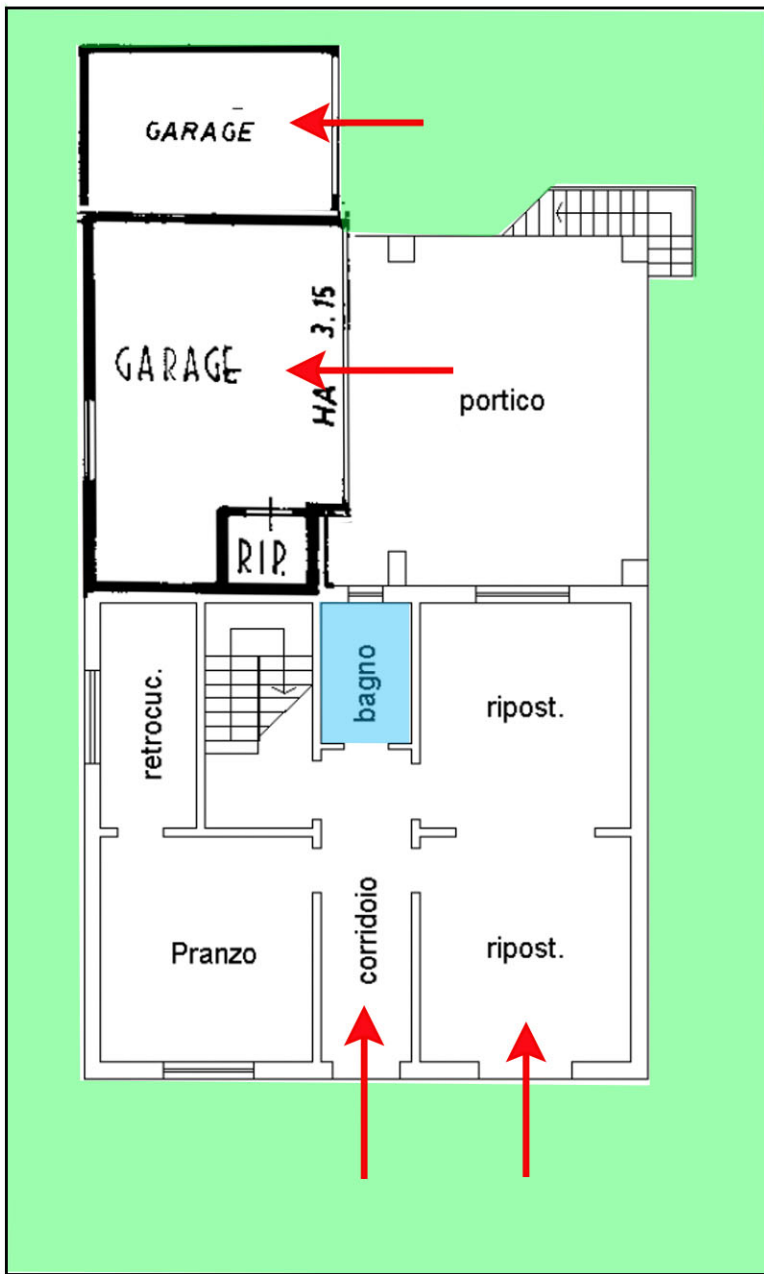 GARAGE
GARAGE
HA 3.15
portico
RIP.
retrocuc.
bagno
ripost.
Pranzo
corridoio
ripost.